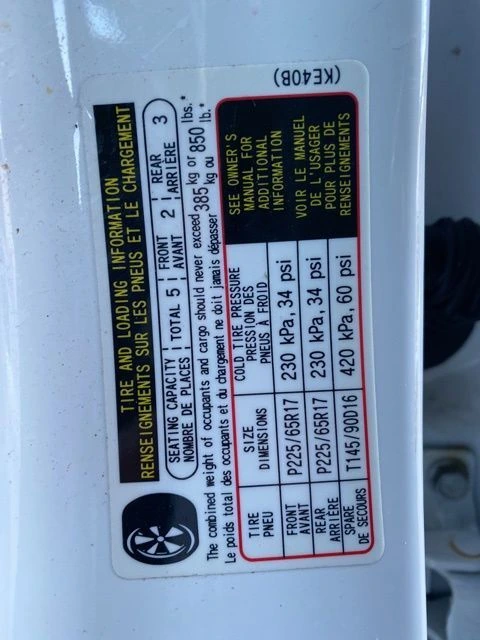 TIRE AND LOADING INFORMATION
RENSEIGNEMENTS SUR LES PNEUS ET LE CHARGEMENT
SEATING CAPACITY TOTAL 5 FRONT 2 REAR 3
NOMBRE DE PLACES AVANT ARRIÈRE
The combined weight of occupants and cargo should never exceed 385 kg or 850 lbs.*
Le poids total des occupants et du chargement ne doit jamais dépasser kg ou lb.*
TIRE SIZE COLD TIRE PRESSURE SEE OWNER'S
PNEU DIMENSIONS PRESSION DES MANUAL FOR
PNEUS À FROID ADDITIONAL
INFORMATION
FRONT P225/65R17 230 kPa, 34 psi
AVANT
VOIR LE MANUEL
REAR P225/65R17 230 kPa, 34 psi DE L'USAGER
ARRIÈRE POUR PLUS DE
SPARE T145/90D16 420 kPa, 60 psi RENSEIGNEMENTS
DE SECOURS
(KE40B)